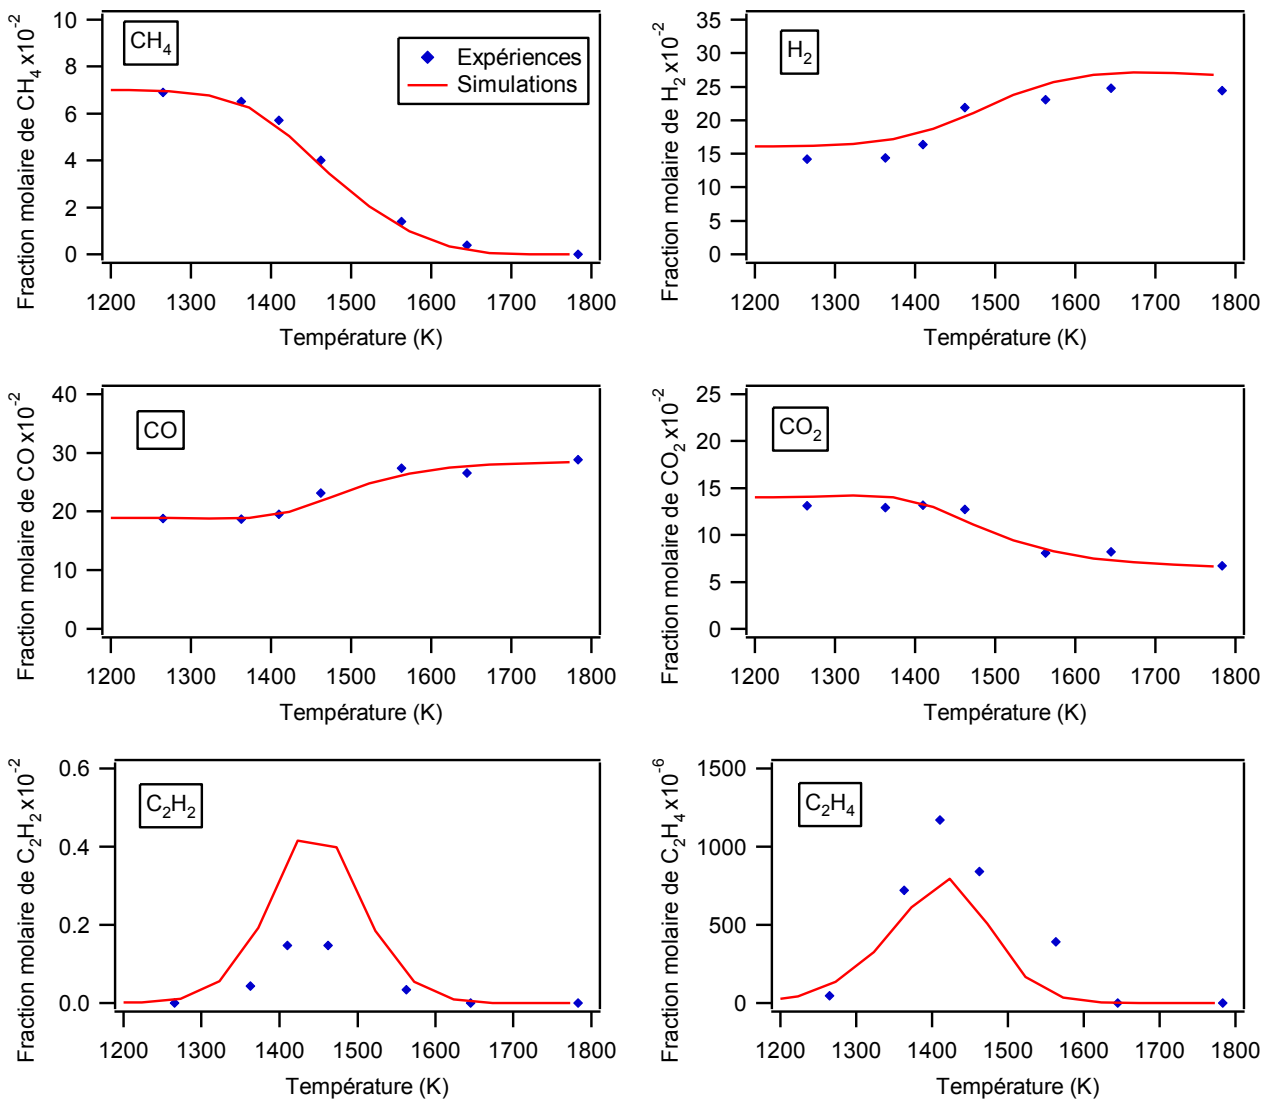 Fraction molaire de CH4 x10-2
10
8
6
4
2
0
CH4
Expériences
Simulations
1200 1300 1400 1500 1600 1700 1800
Température (K)
Fraction molaire de H2 x10-2
35
30
25
20
15
10
5
0
H2
1200 1300 1400 1500 1600 1700 1800
Température (K)
Fraction molaire de CO x10-2
40
30
20
10
0
CO
1200 1300 1400 1500 1600 1700 1800
Température (K)
Fraction molaire de CO2 x10-2
25
20
15
10
5
0
CO2
1200 1300 1400 1500 1600 1700 1800
Température (K)
Fraction molaire de C2H2 x10-2
0.6
0.4
0.2
0.0
C2H2
1200 1300 1400 1500 1600 1700 1800
Température (K)
Fraction molaire de C2H4 x10-6
1500
1000
500
0
C2H4
1200 1300 1400 1500 1600 1700 1800
Température (K)